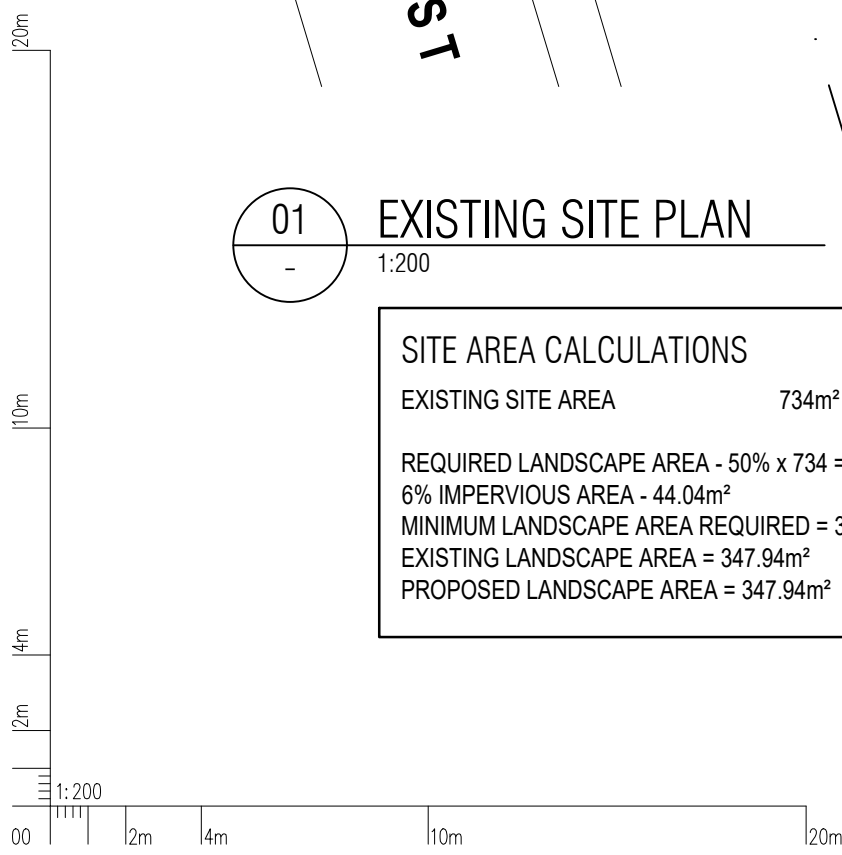 20m
ST
01
EXISTING SITE PLAN
-
1:200
SITE AREA CALCULATIONS
EXISTING SITE AREA 734m²
10m
REQUIRED LANDSCAPE AREA - 50% x 734 =
6% IMPERVIOUS AREA - 44.04m²
MINIMUM LANDSCAPE AREA REQUIRED = 3
EXISTING LANDSCAPE AREA = 347.94m²
PROPOSED LANDSCAPE AREA = 347.94m²
4m
2m
1:200
00 2m 4m 10m 20m